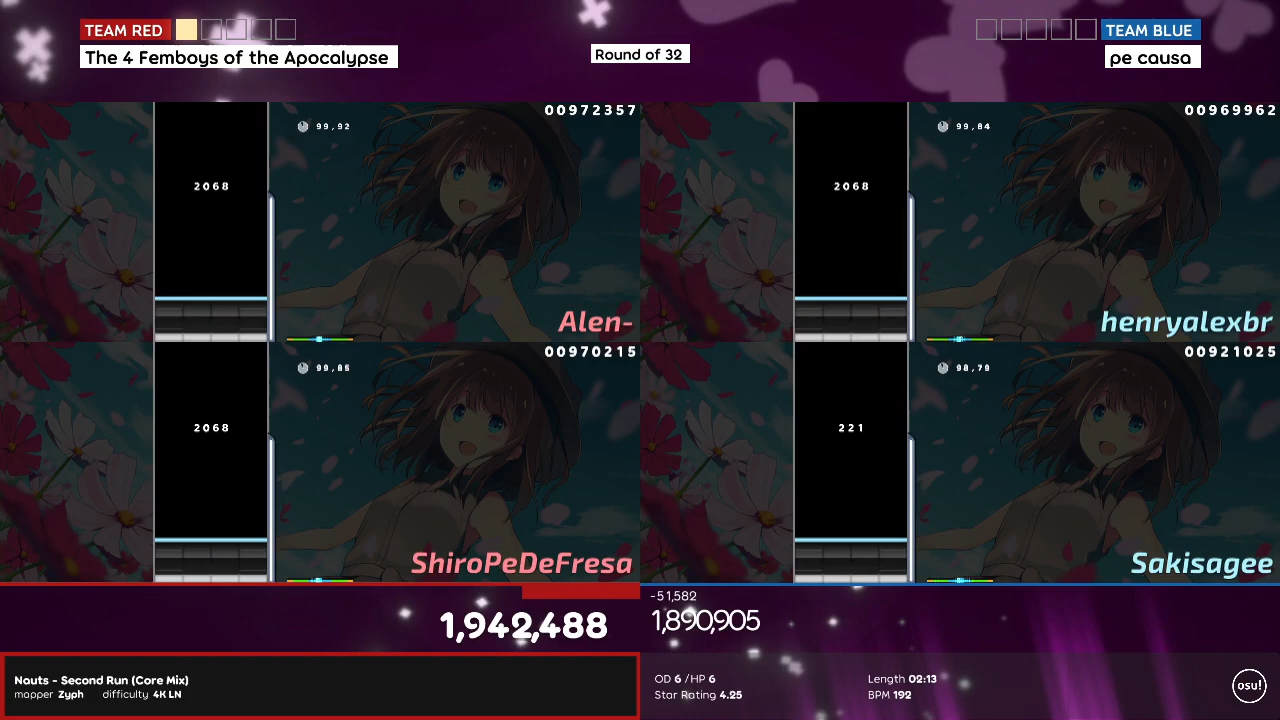 TEAM RED
The 4 Femboys of the Apocalypse
Round of 32
TEAM BLUE
pe causa
00972357
99,92
2068
Alen-
00969962
99,84
2068
henryalexbr
00970215
99,85
2068
ShiroPeDeFresa
00921025
98,79
221
Sakisagee
1,942,488
-51,582
1,890,905
Nauts - Second Run (Core Mix)
mapper Zyph difficulty 4K LN
OD 6 / HP 6
Star Rating 4.25
Length 02:13
BPM 192
osu!